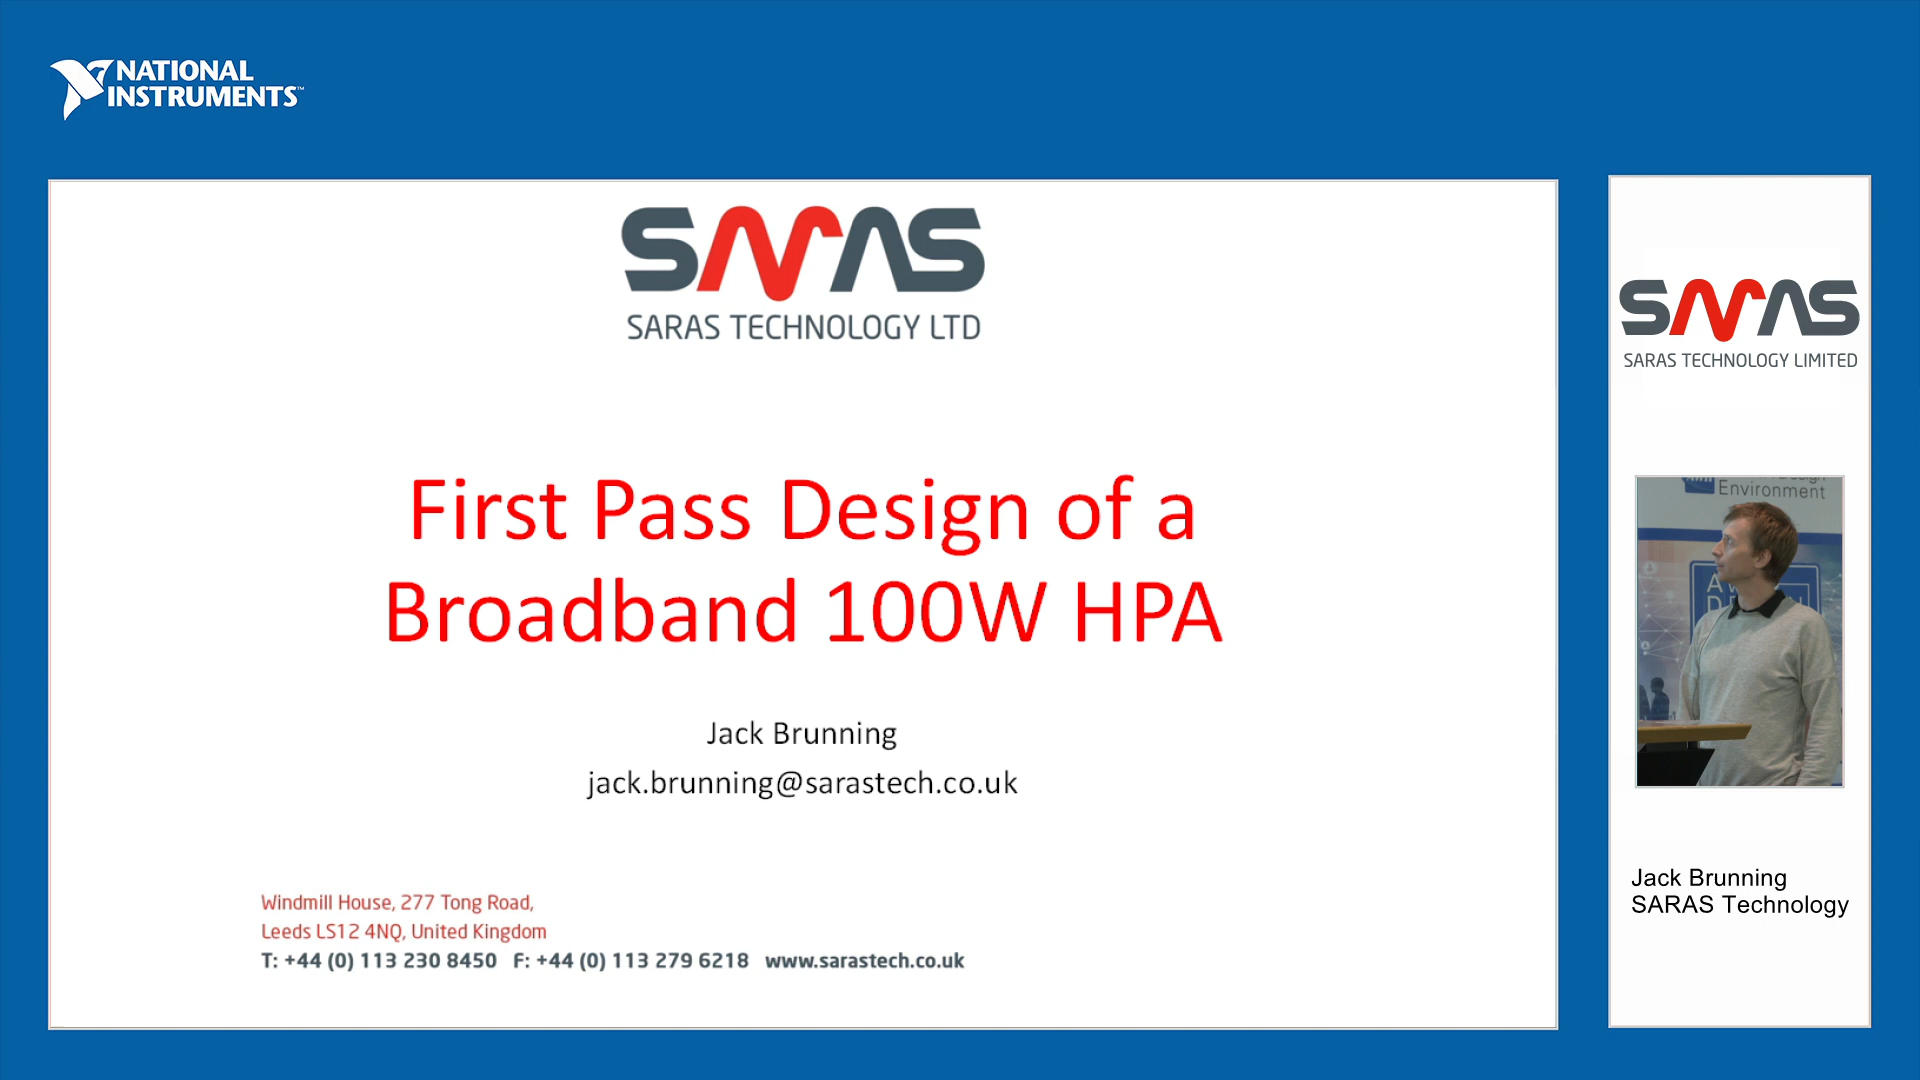 NATIONAL
INSTRUMENTS™
SARAS
SARAS TECHNOLOGY LTD
First Pass Design of a
Broadband 100W HPA
Jack Brunning
jack.brunning@sarastech.co.uk
Windmill House, 277 Tong Road,
Leeds LS12 4NQ, United Kingdom
T: +44 (0) 113 230 8450 F: +44 (0) 113 279 6218 www.sarastech.co.uk
SARAS
SARAS TECHNOLOGY LIMITED
Environment
Jack Brunning
SARAS Technology